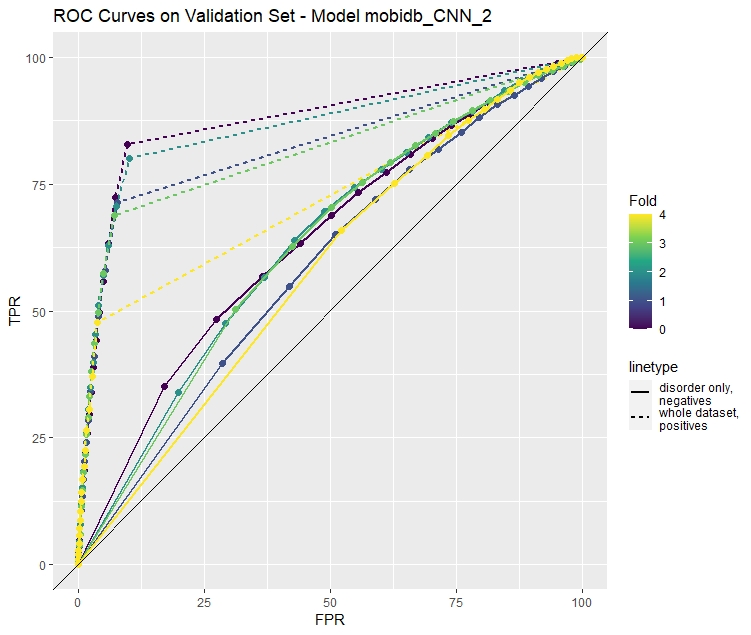 ROC Curves on Validation Set - Model mobidb_CNN_2
100
75
50
25
0
TPR
0
25
50
75
100
FPR
Fold
4
3
2
1
0
linetype
disorder only,
negatives
whole dataset,
positives